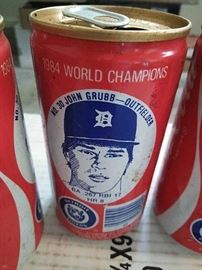 1984 WORLD CHAMPIONS
NO. 30 JOHN GRUBB—OUTFIELDER
D
BA 267 RBI 17
HR 8